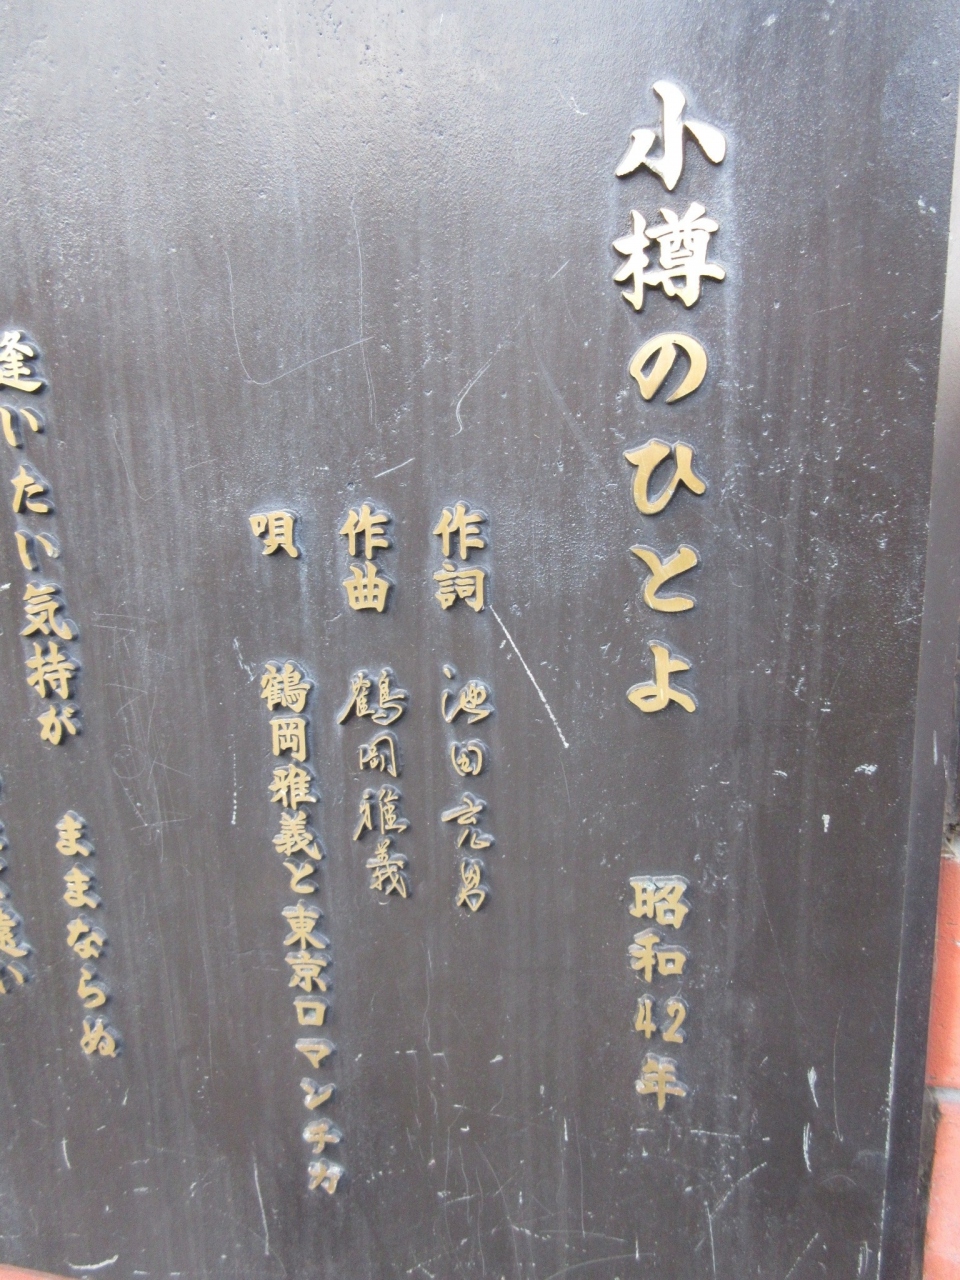 小樽のひとよ 昭和42年
作詞 池田充男
作曲 鶴岡雅義
唄 鶴岡雅義と東京ロマンチカ
逢いたい気持が ままならぬ
遠い